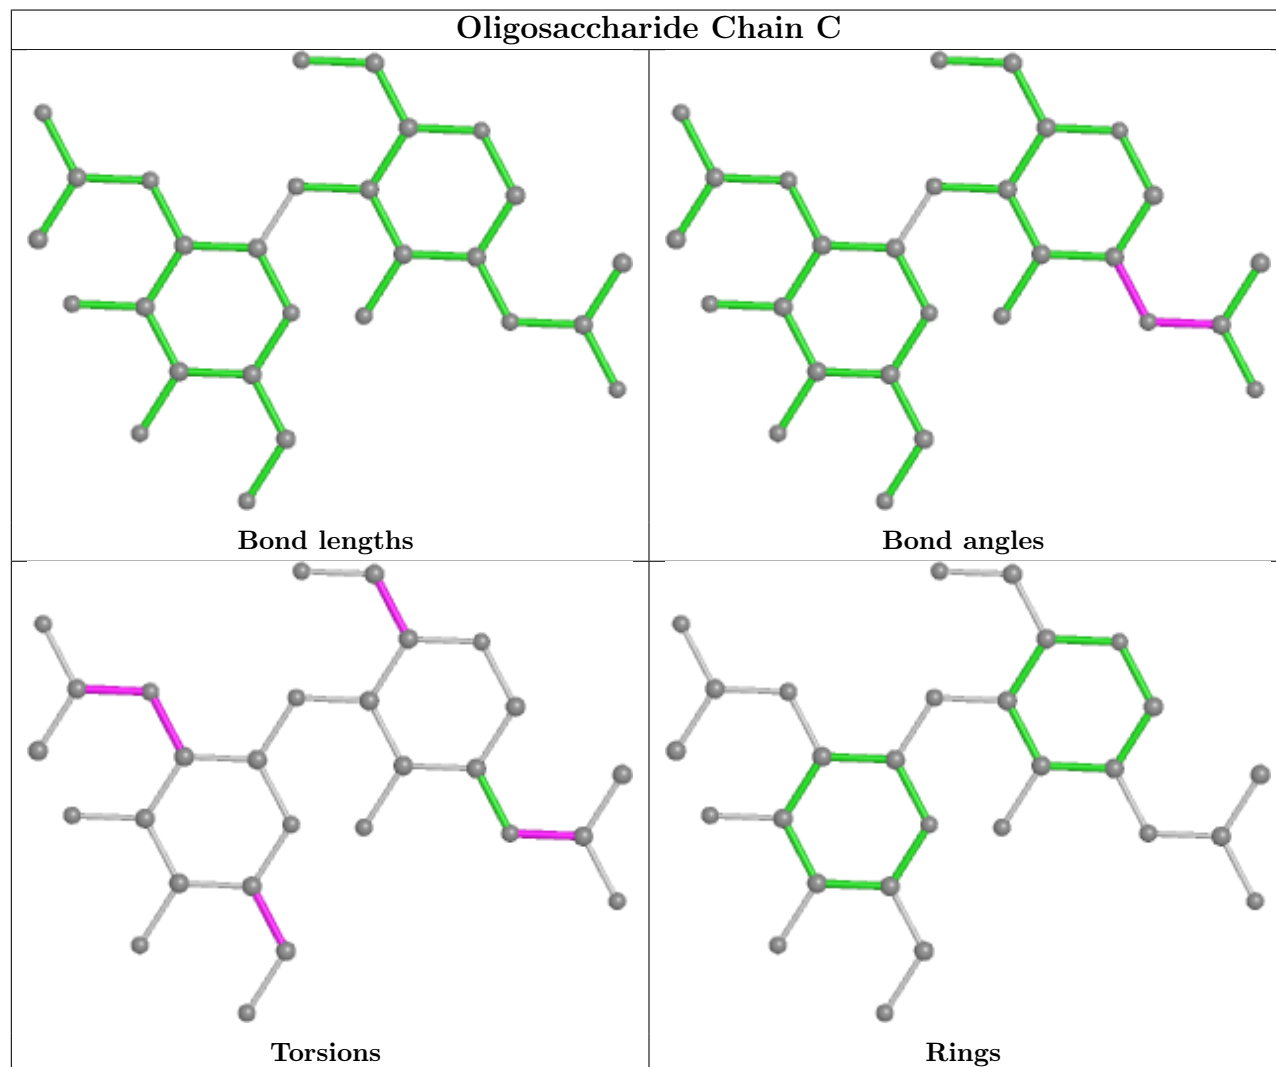 Oligosaccharide Chain C
Bond lengths
Bond angles
Torsions
Rings